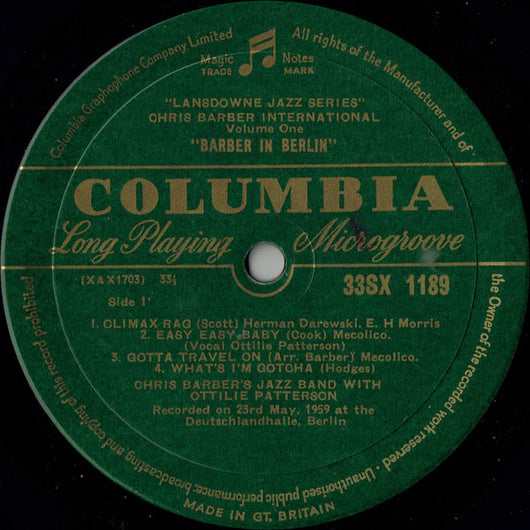 Columbia Graphophone Company Limited
Magic Notes
TRADE MARK
All rights of the Manufacturer and of
"LANSDOWNE JAZZ SERIES"
CHRIS BARBER INTERNATIONAL
Volume One
"BARBER IN BERLIN"
COLUMBIA
Long Playing Microgroove
(XAX1703) 33⅓
33SX 1189
Side 1
1. CLIMAX RAG (Scott) Herman Darewski. E. H Morris
2. EASY EASY BABY (Cook) Mecolico.
(Vocal Ottilie Patterson)
3. GOTTA TRAVEL ON (Arr. Barber) Mecolico.
4. WHAT'S I'M GOTCHA (Hodges)
CHRIS BARBER'S JAZZ BAND WITH
OTTILIE PATTERSON
Recorded on 23rd May, 1959 at the
Deutschlandhalle, Berlin
the Owner of the recorded work reserved · Unauthorised public performance, broadcasting and copying of this record prohibited
MADE IN GT. BRITAIN